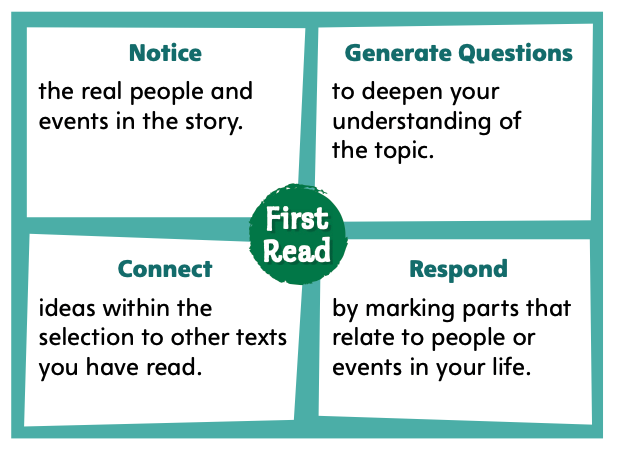 Notice
the real people and
events in the story.
Generate Questions
to deepen your
understanding of
the topic.
First
Read
Connect
ideas within the
selection to other texts
you have read.
Respond
by marking parts that
relate to people or
events in your life.